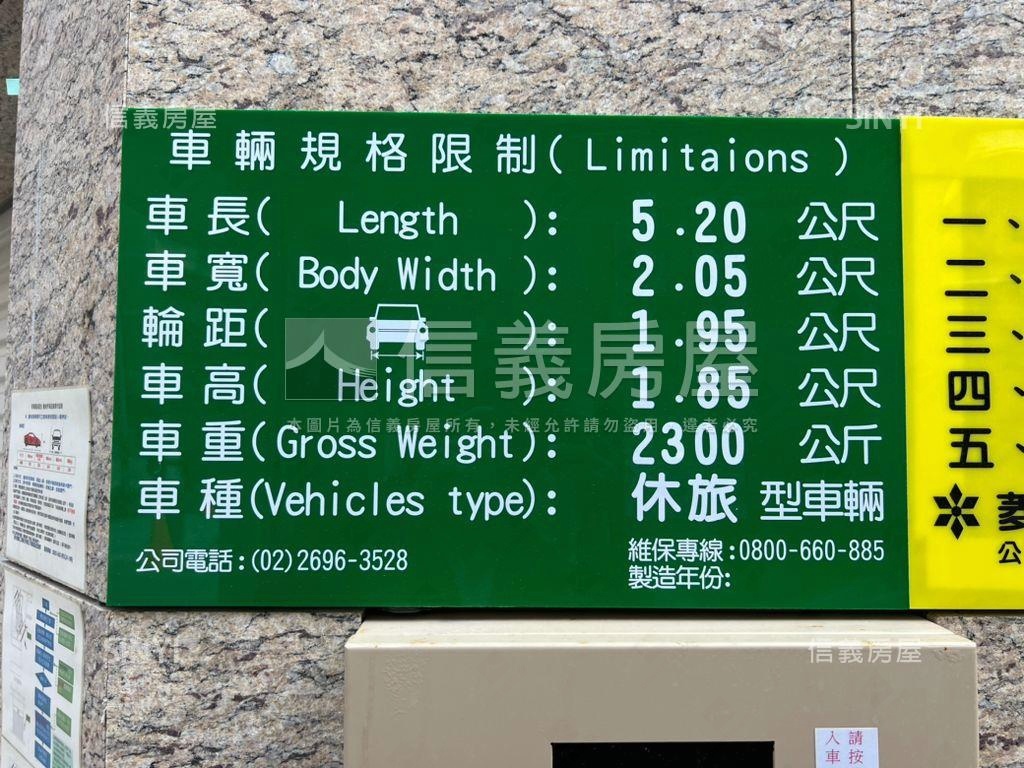 信義房屋
SINYI
車輛規格限制( Limitaions )
車長( Length ): 5.20 公尺
車寬( Body Width ): 2.05 公尺
輪距( ): 1.95 公尺
信義房屋
車高( Height ): 1.85 公尺
本圖片為信義房屋所有，未經允許請勿盜用，違者必究
車重(Gross Weight): 2300 公斤
車種(Vehicles type): 休旅 型車輛
公司電話:(02)2696-3528
維保專線:0800-660-885
製造年份:
一、
二、
三、
四、
五、
菱
公
SINYI
信義房屋
請按
入車